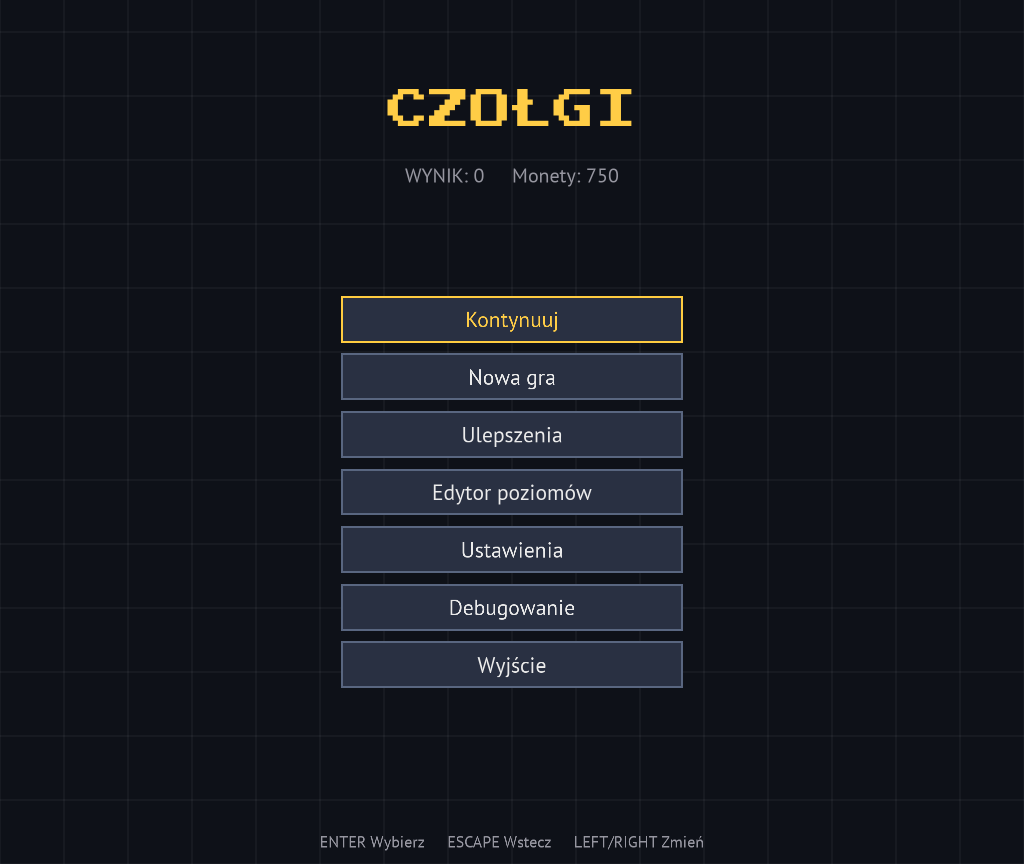 CZOŁGI
WYNIK: 0 Monety: 750
Kontynuuj
Nowa gra
Ulepszenia
Edytor poziomów
Ustawienia
Debugowanie
Wyjście
ENTER Wybierz ESCAPE Wstecz LEFT/RIGHT Zmień